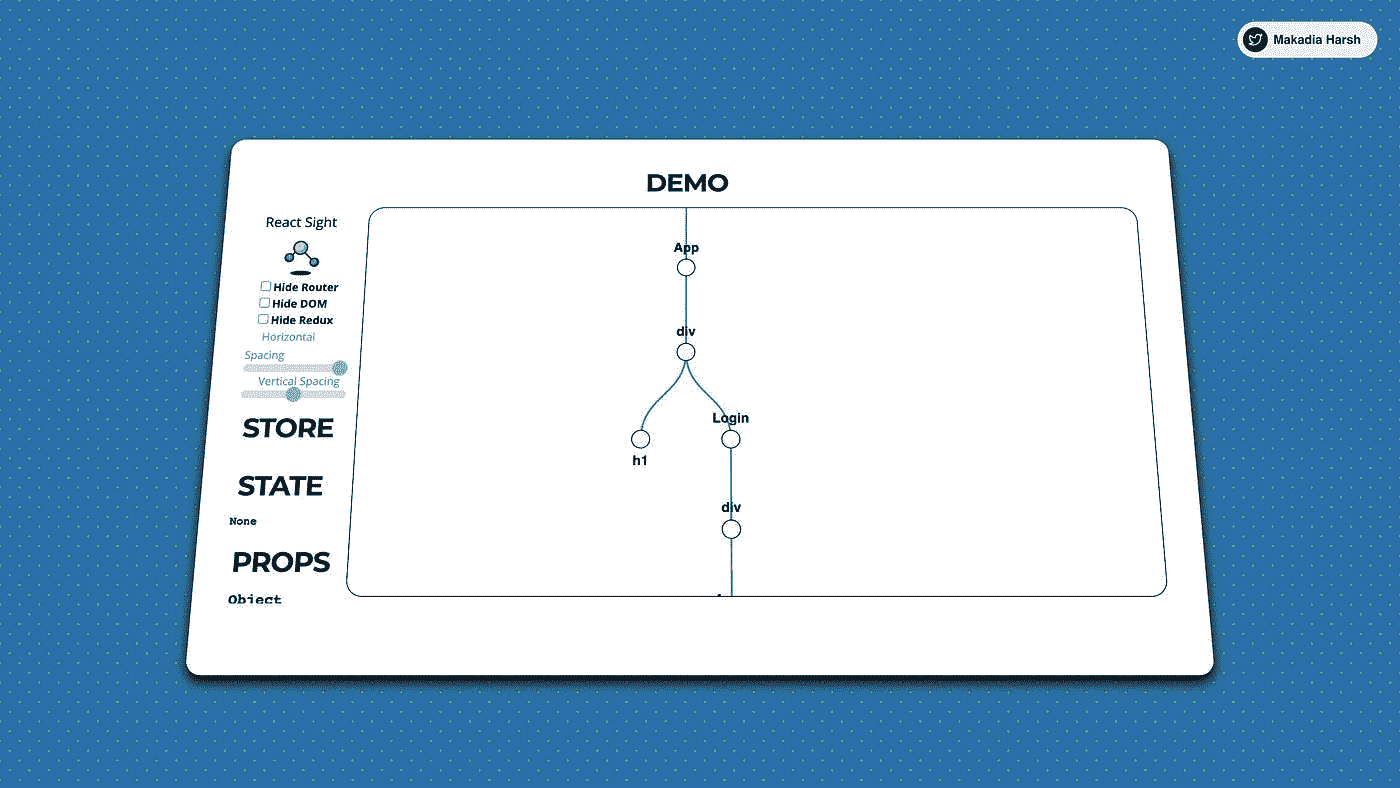 Makadia Harsh
DEMO
React Sight
Hide Router
Hide DOM
Hide Redux
Horizontal
Spacing
Vertical Spacing
STORE
STATE
None
PROPS
Object
App
div
Login
h1
div